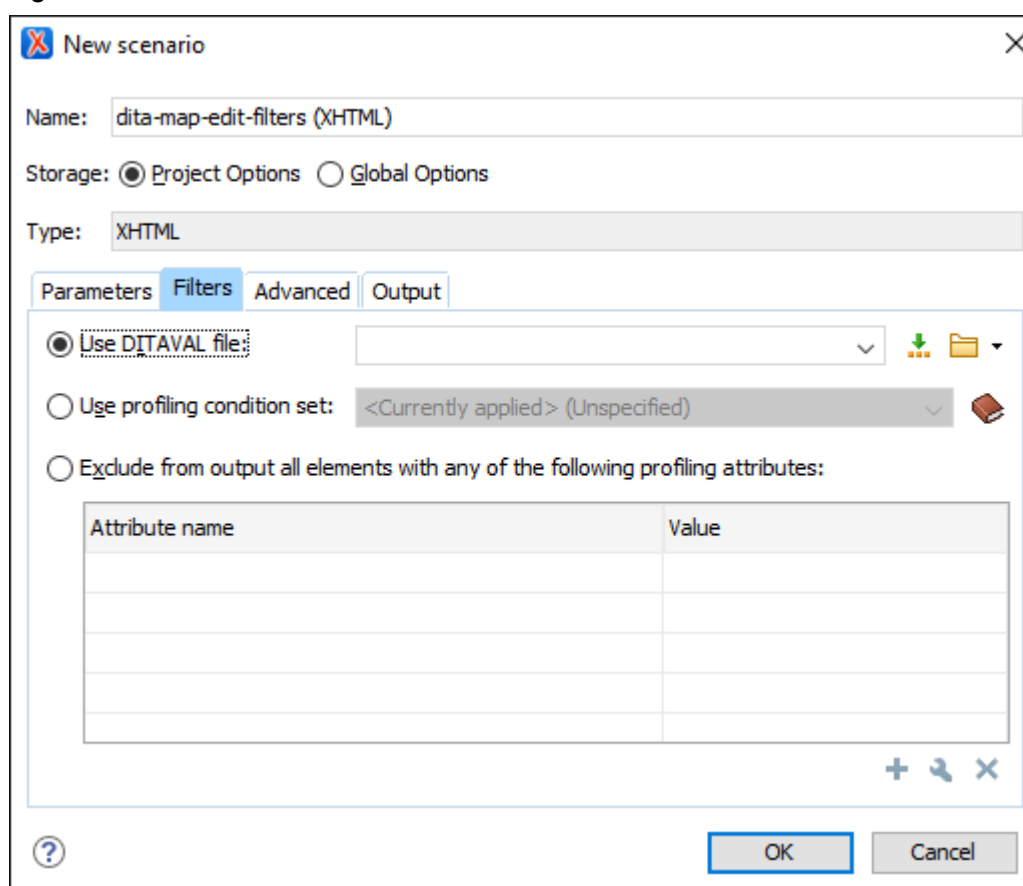 New scenario
Name: dita-map-edit-filters (XHTML)
Storage: Project Options Global Options
Type: XHTML
Parameters Filters Advanced Output
Use DITAVAL file:
Use profiling condition set: <Currently applied> (Unspecified)
Exclude from output all elements with any of the following profiling attributes:
Attribute name Value
? OK Cancel